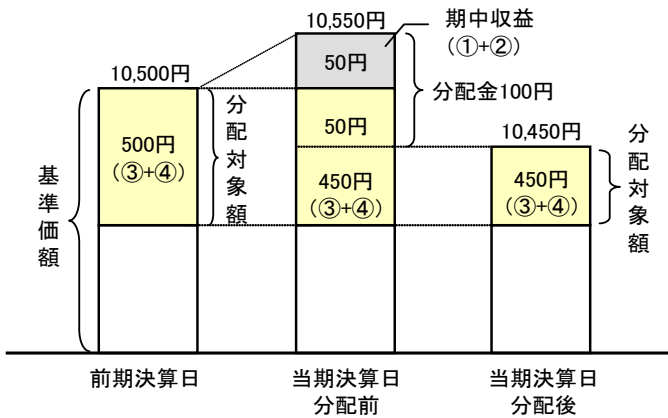 10,550円
期中収益
(①+②)
50円
10,500円
分配金100円
500円
(③+④)
分配対象額
50円
10,450円
450円
(③+④)
450円
(③+④)
分配対象額
基準価額
前期決算日
当期決算日
分配前
当期決算日
分配後